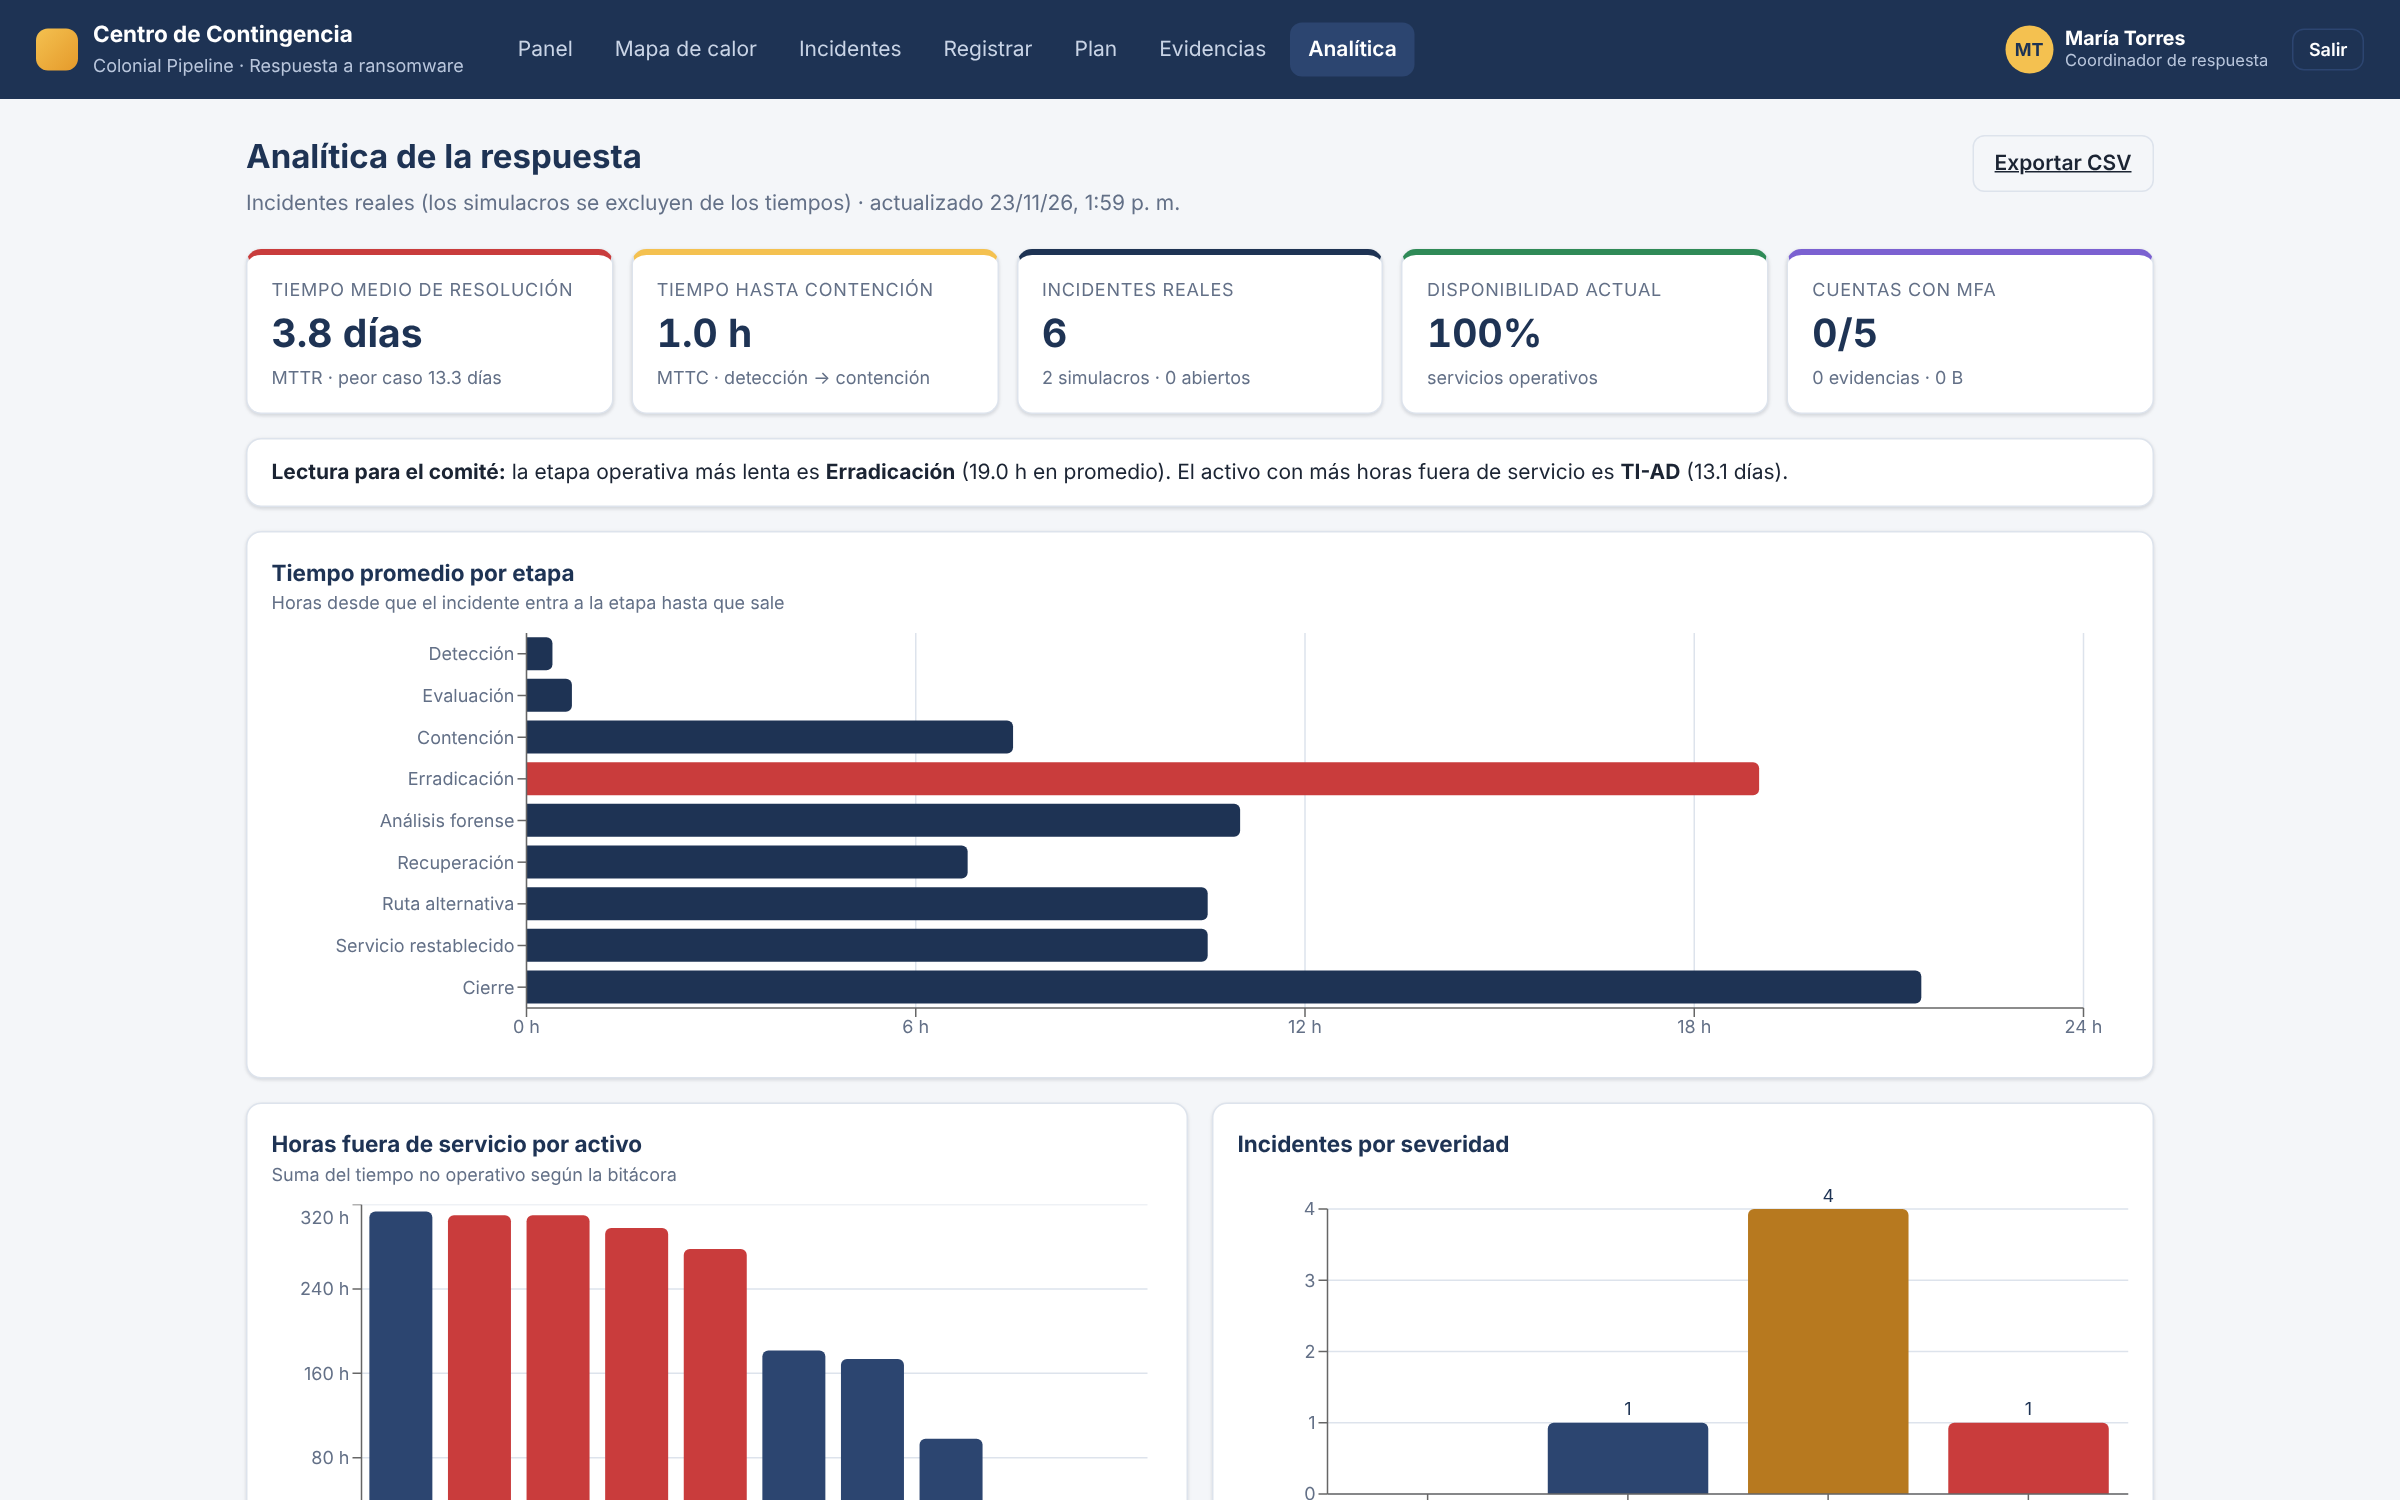 Centro de Contingencia
Colonial Pipeline · Respuesta a ransomware
Panel
Mapa de calor
Incidentes
Registrar
Plan
Evidencias
Analítica
MT
María Torres
Coordinador de respuesta
Salir
Analítica de la respuesta
Incidentes reales (los simulacros se excluyen de los tiempos) · actualizado 23/11/26, 1:59 p. m.
Exportar CSV
TIEMPO MEDIO DE RESOLUCIÓN
3.8 días
MTTR · peor caso 13.3 días
TIEMPO HASTA CONTENCIÓN
1.0 h
MTTC · detección → contención
INCIDENTES REALES
6
2 simulacros · 0 abiertos
DISPONIBILIDAD ACTUAL
100%
servicios operativos
CUENTAS CON MFA
0/5
0 evidencias · 0 B
Lectura para el comité: la etapa operativa más lenta es Erradicación (19.0 h en promedio). El activo con más horas fuera de servicio es TI-AD (13.1 días).
Tiempo promedio por etapa
Horas desde que el incidente entra a la etapa hasta que sale
Detección
Evaluación
Contención
Erradicación
Análisis forense
Recuperación
Ruta alternativa
Servicio restablecido
Cierre
0 h
6 h
12 h
18 h
24 h
Horas fuera de servicio por activo
Suma del tiempo no operativo según la bitácora
320 h
240 h
160 h
80 h
Incidentes por severidad
4
3
2
1
0
1
4
1